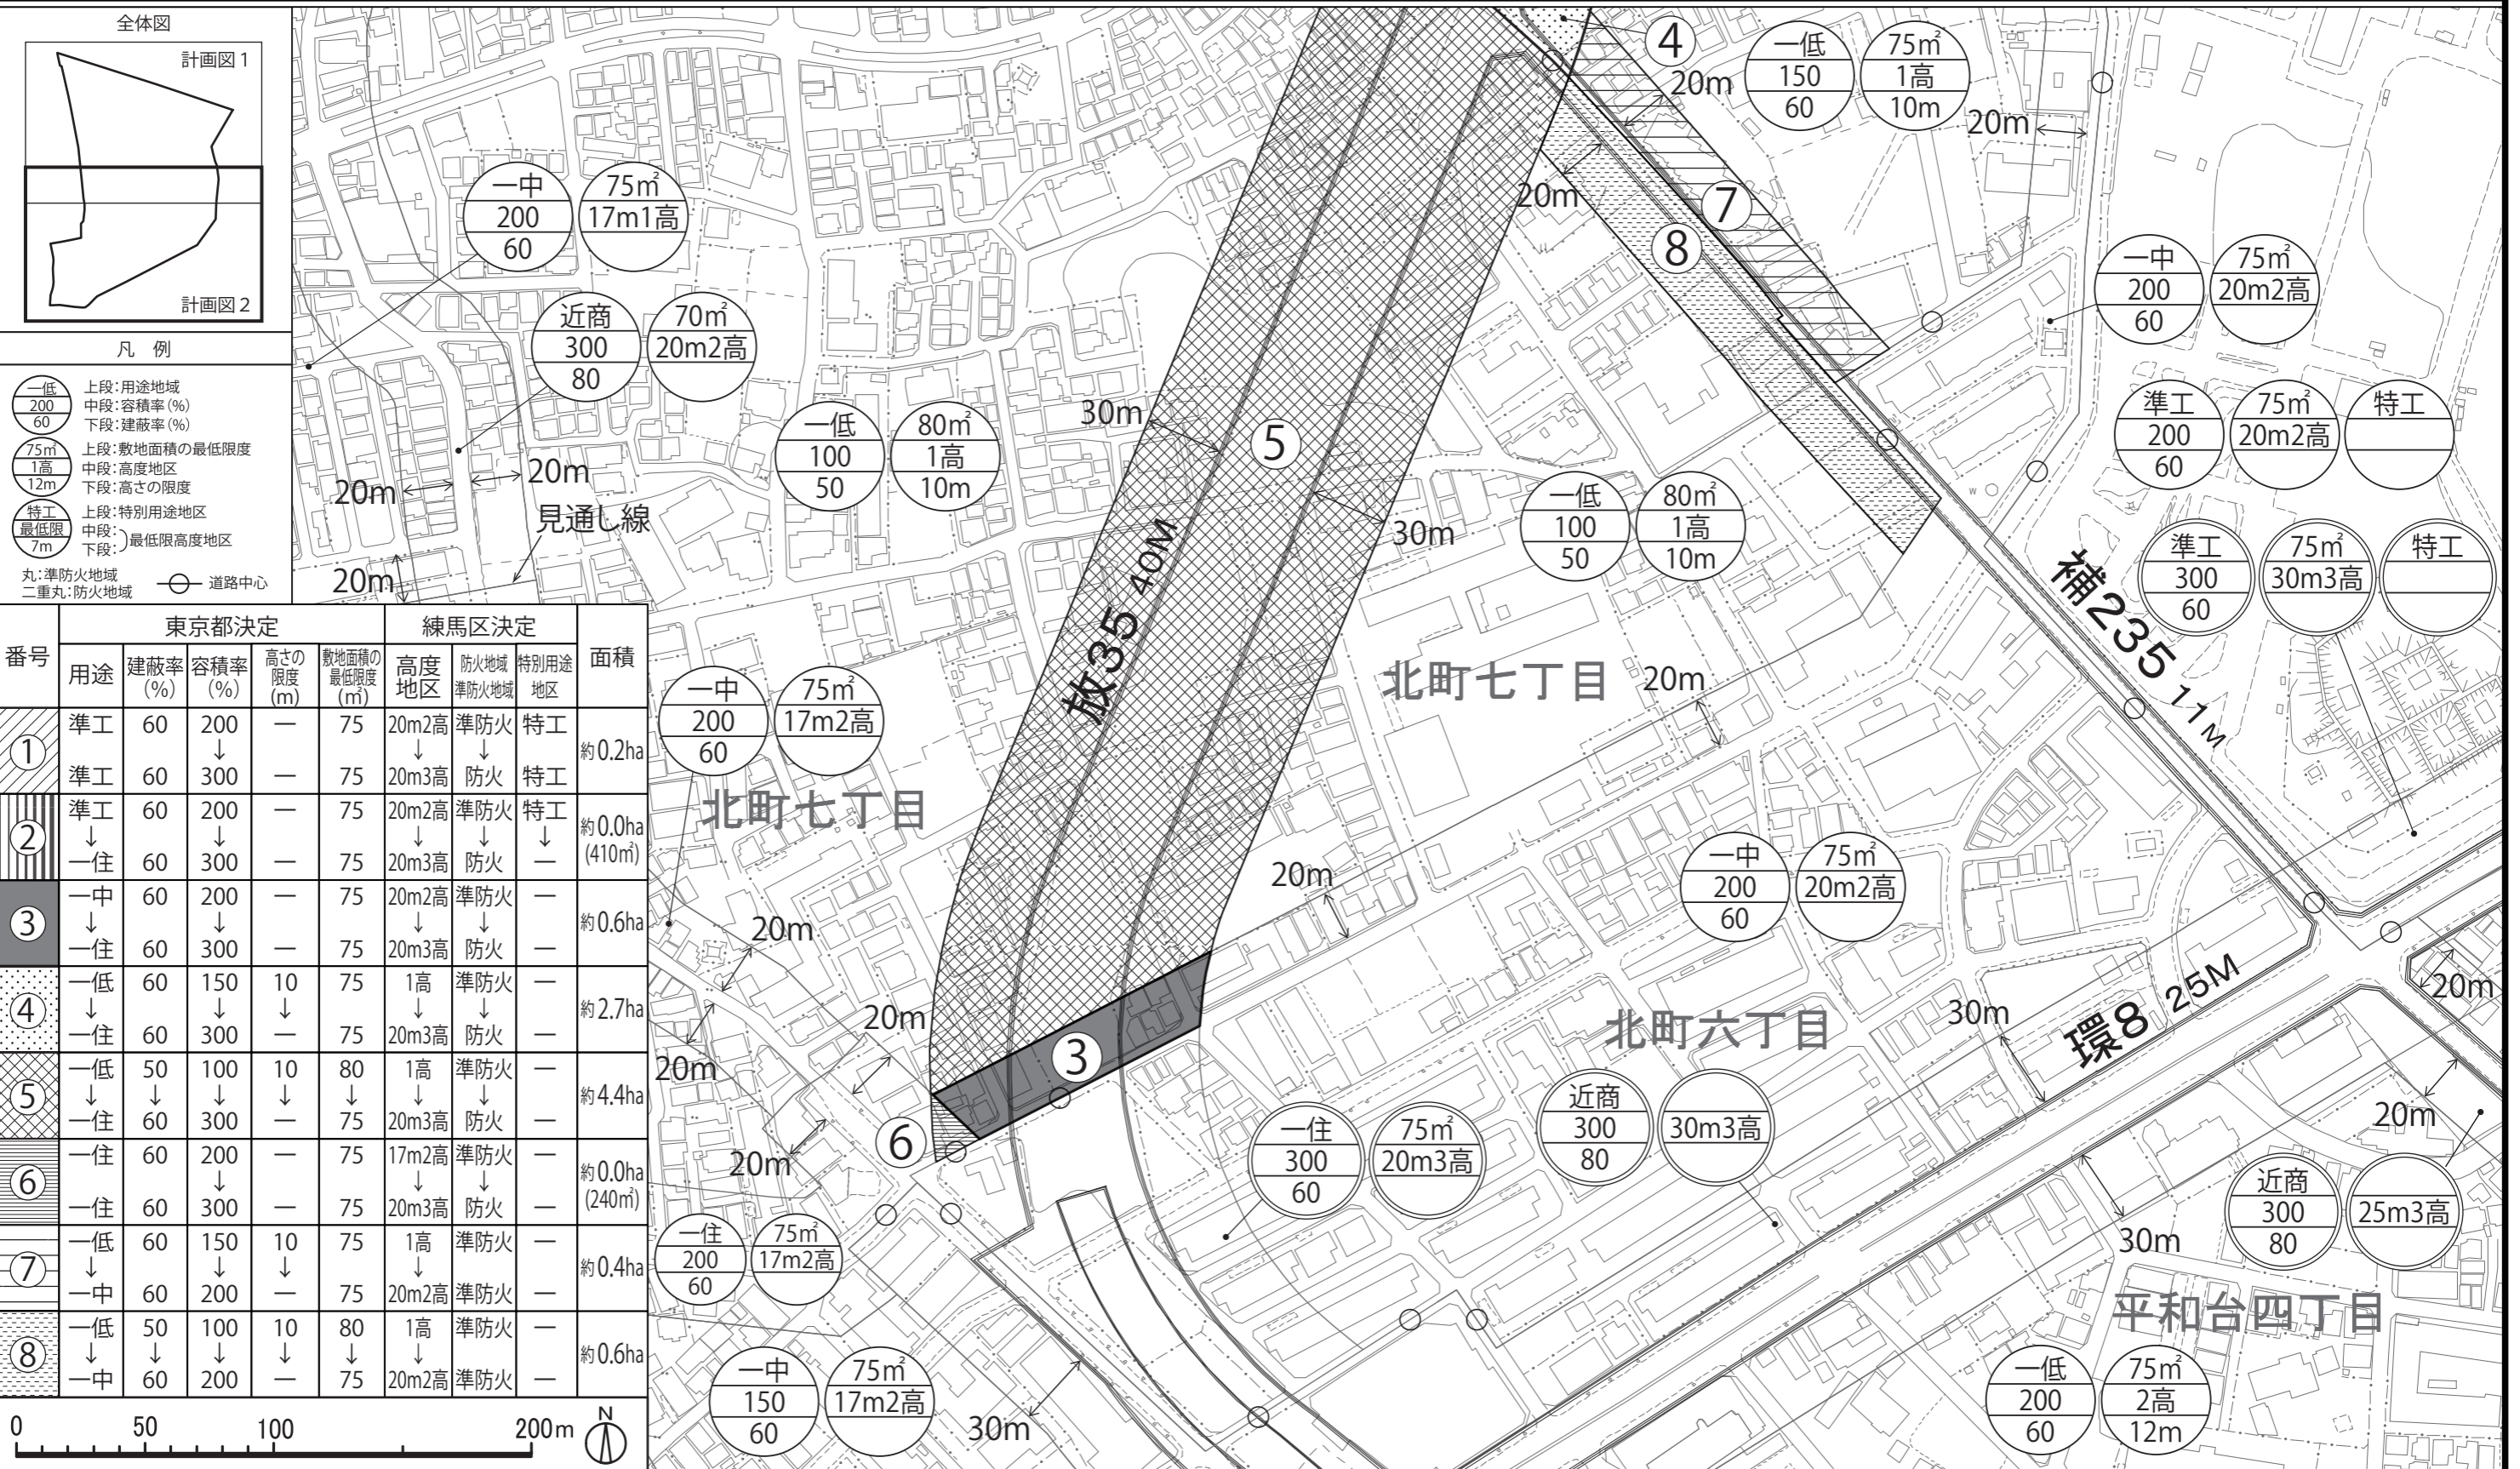 全体図
計画図1
計画図2
凡 例
一低
200
60
上段:用途地域
中段:容積率(%)
下段:建蔽率(%)
75㎡
1高
12m
上段:敷地面積の最低限度
中段:高度地区
下段:高さの限度
特工
最低限
7m
上段:特別用途地区
中段:
下段:
最低限高度地区
丸:準防火地域
二重丸:防火地域
道路中心
番号 東京都決定 練馬区決定 面積
用途 建蔽率(%) 容積率(%) 高さの限度(m) 敷地面積の最低限度(㎡) 高度地区 防火地域準防火地域 特別用途地区
① 準工 60 200 — 75 20m2高 準防火 特工 約0.2ha
↓ ↓ ↓
準工 60 300 — 75 20m3高 防火 特工
② 準工 60 200 — 75 20m2高 準防火 特工 約0.0ha (410㎡)
↓ ↓ ↓ ↓ ↓
一住 60 300 — 75 20m3高 防火 —
③ 一中 60 200 — 75 20m2高 準防火 — 約0.6ha
↓ ↓ ↓ ↓
一住 60 300 — 75 20m3高 防火 —
④ 一低 60 150 10 75 1高 準防火 — 約2.7ha
↓ ↓ ↓ ↓ ↓
一住 60 300 — 75 20m3高 防火 —
⑤ 一低 50 100 10 80 1高 準防火 — 約4.4ha
↓ ↓ ↓ ↓ ↓ ↓ ↓
一住 60 300 — 75 20m3高 防火 —
⑥ 一住 60 200 — 75 17m2高 準防火 — 約0.0ha (240㎡)
↓ ↓ ↓
一住 60 300 — 75 20m3高 防火 —
⑦ 一低 60 150 10 75 1高 準防火 — 約0.4ha
↓ ↓ ↓ ↓
一中 60 200 — 75 20m2高 準防火 —
⑧ 一低 50 100 10 80 1高 準防火 — 約0.6ha
↓ ↓ ↓ ↓ ↓ ↓
一中 60 200 — 75 20m2高 準防火 —
0 50 100 200m
N
④
20m
一低
150
60
75㎡
1高
10m
20m
一中
200
60
75㎡
17m1高
20m
⑦
⑧
一中
200
60
75㎡
20m2高
近商
300
80
70㎡
20m2高
30m
⑤
一低
100
50
80㎡
1高
10m
準工
200
60
75㎡
20m2高
特工
20m
20m
見通し線
20m
30m
一低
100
50
80㎡
1高
10m
準工
300
60
75㎡
30m3高
特工
放35 40M
補235 11M
北町七丁目
20m
一中
200
60
75㎡
17m2高
北町七丁目
20m
一中
200
60
75㎡
20m2高
20m
20m
20m
20m
③
北町六丁目
30m
環8 25M
20m
⑥
20m
一住
300
60
75㎡
20m3高
近商
300
80
30m3高
20m
近商
300
80
25m3高
一住
200
60
75㎡
17m2高
30m
平和台四丁目
一中
150
60
75㎡
17m2高
30m
一低
200
60
75㎡
2高
12m